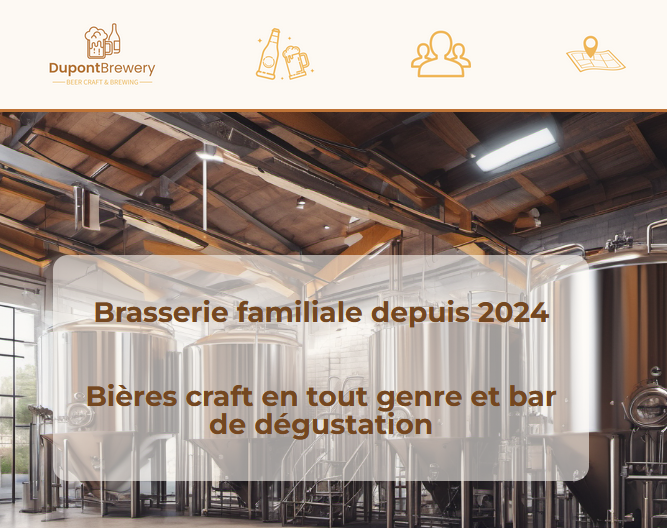 DupontBrewery
BEER CRAFT & BREWING
Brasserie familiale depuis 2024
Bières craft en tout genre et bar
de dégustation